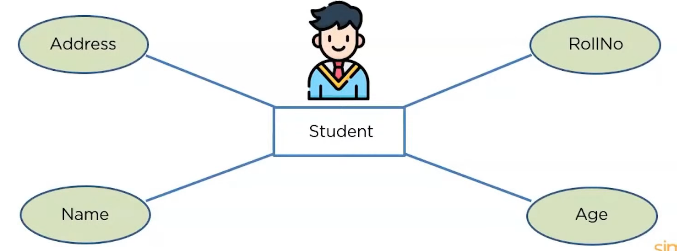 Address
RollNo
Student
Name
Age